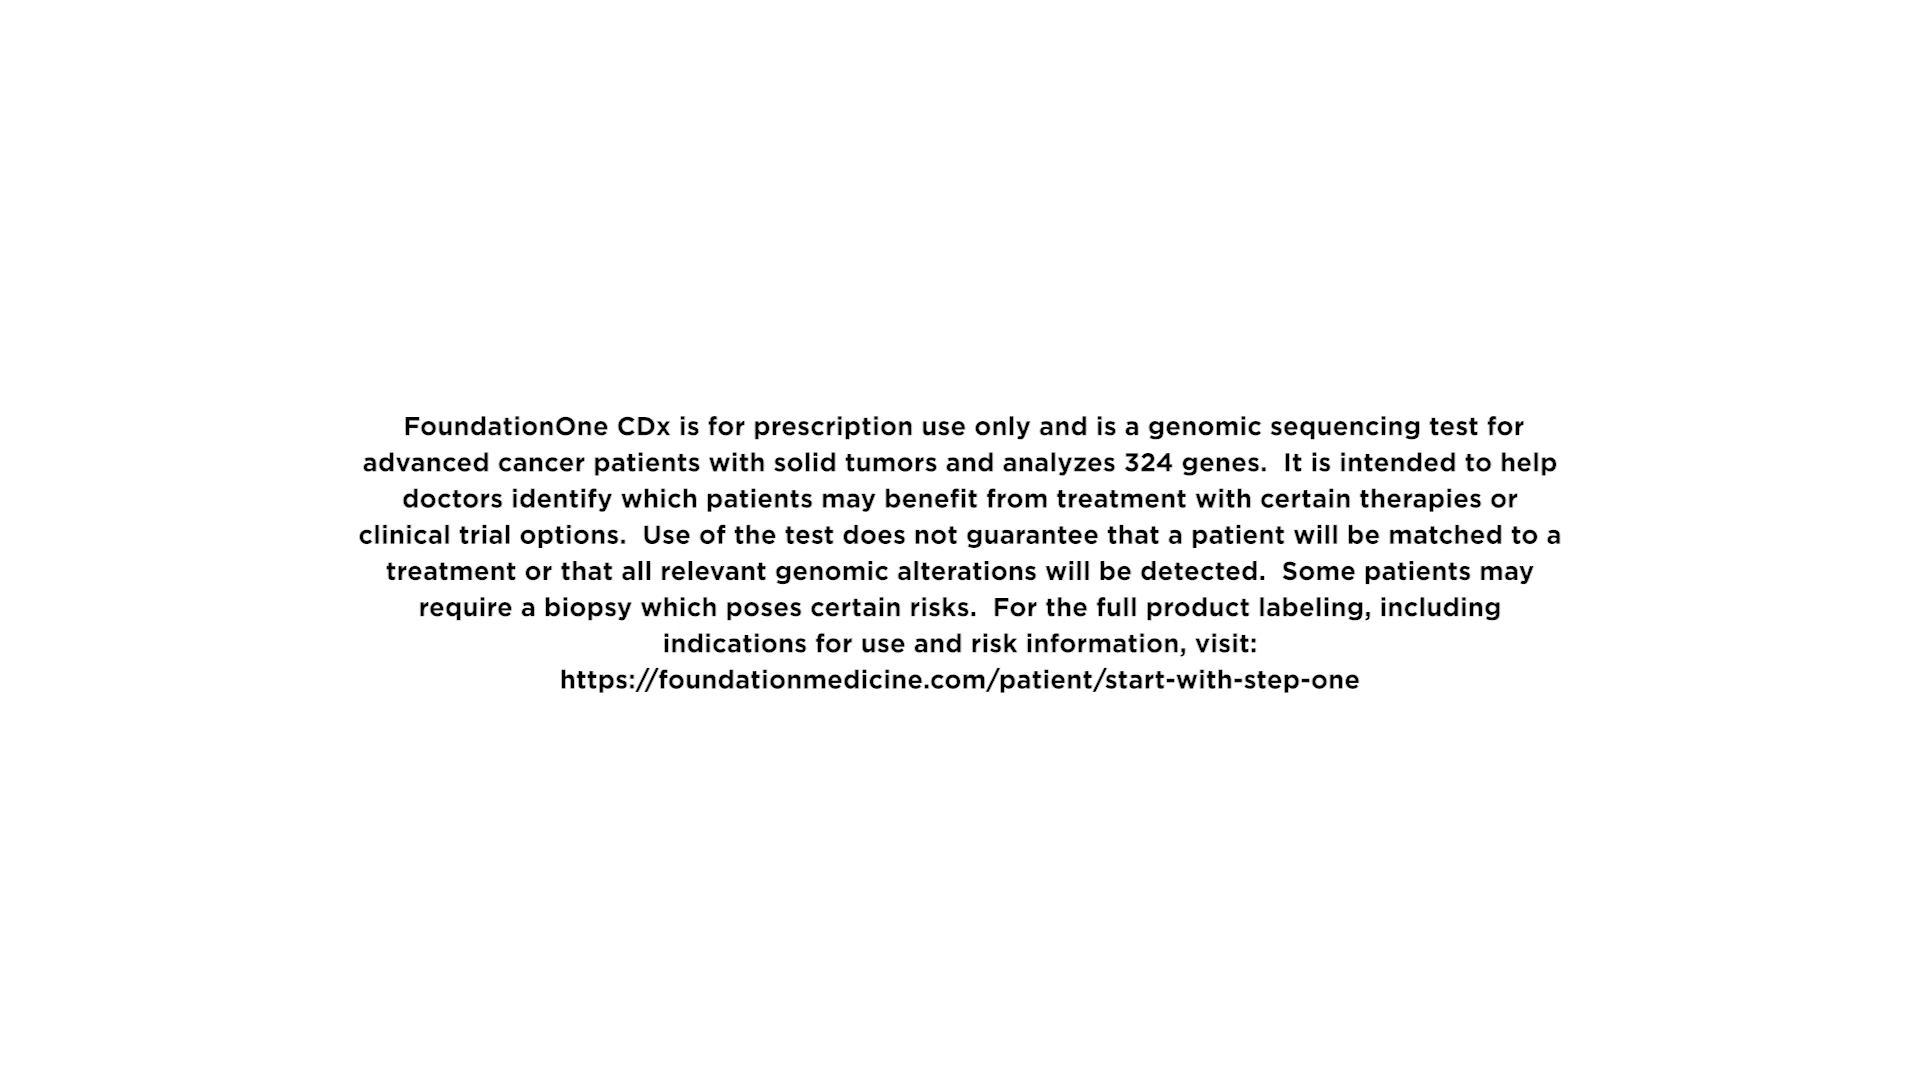 FoundationOne CDx is for prescription use only and is a genomic sequencing test for
advanced cancer patients with solid tumors and analyzes 324 genes.  It is intended to help
doctors identify which patients may benefit from treatment with certain therapies or
clinical trial options.  Use of the test does not guarantee that a patient will be matched to a
treatment or that all relevant genomic alterations will be detected.  Some patients may
require a biopsy which poses certain risks.  For the full product labeling, including
indications for use and risk information, visit:
https://foundationmedicine.com/patient/start-with-step-one